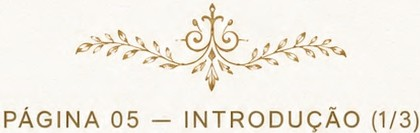 PÁGINA 05 — INTRODUÇÃO (1/3)